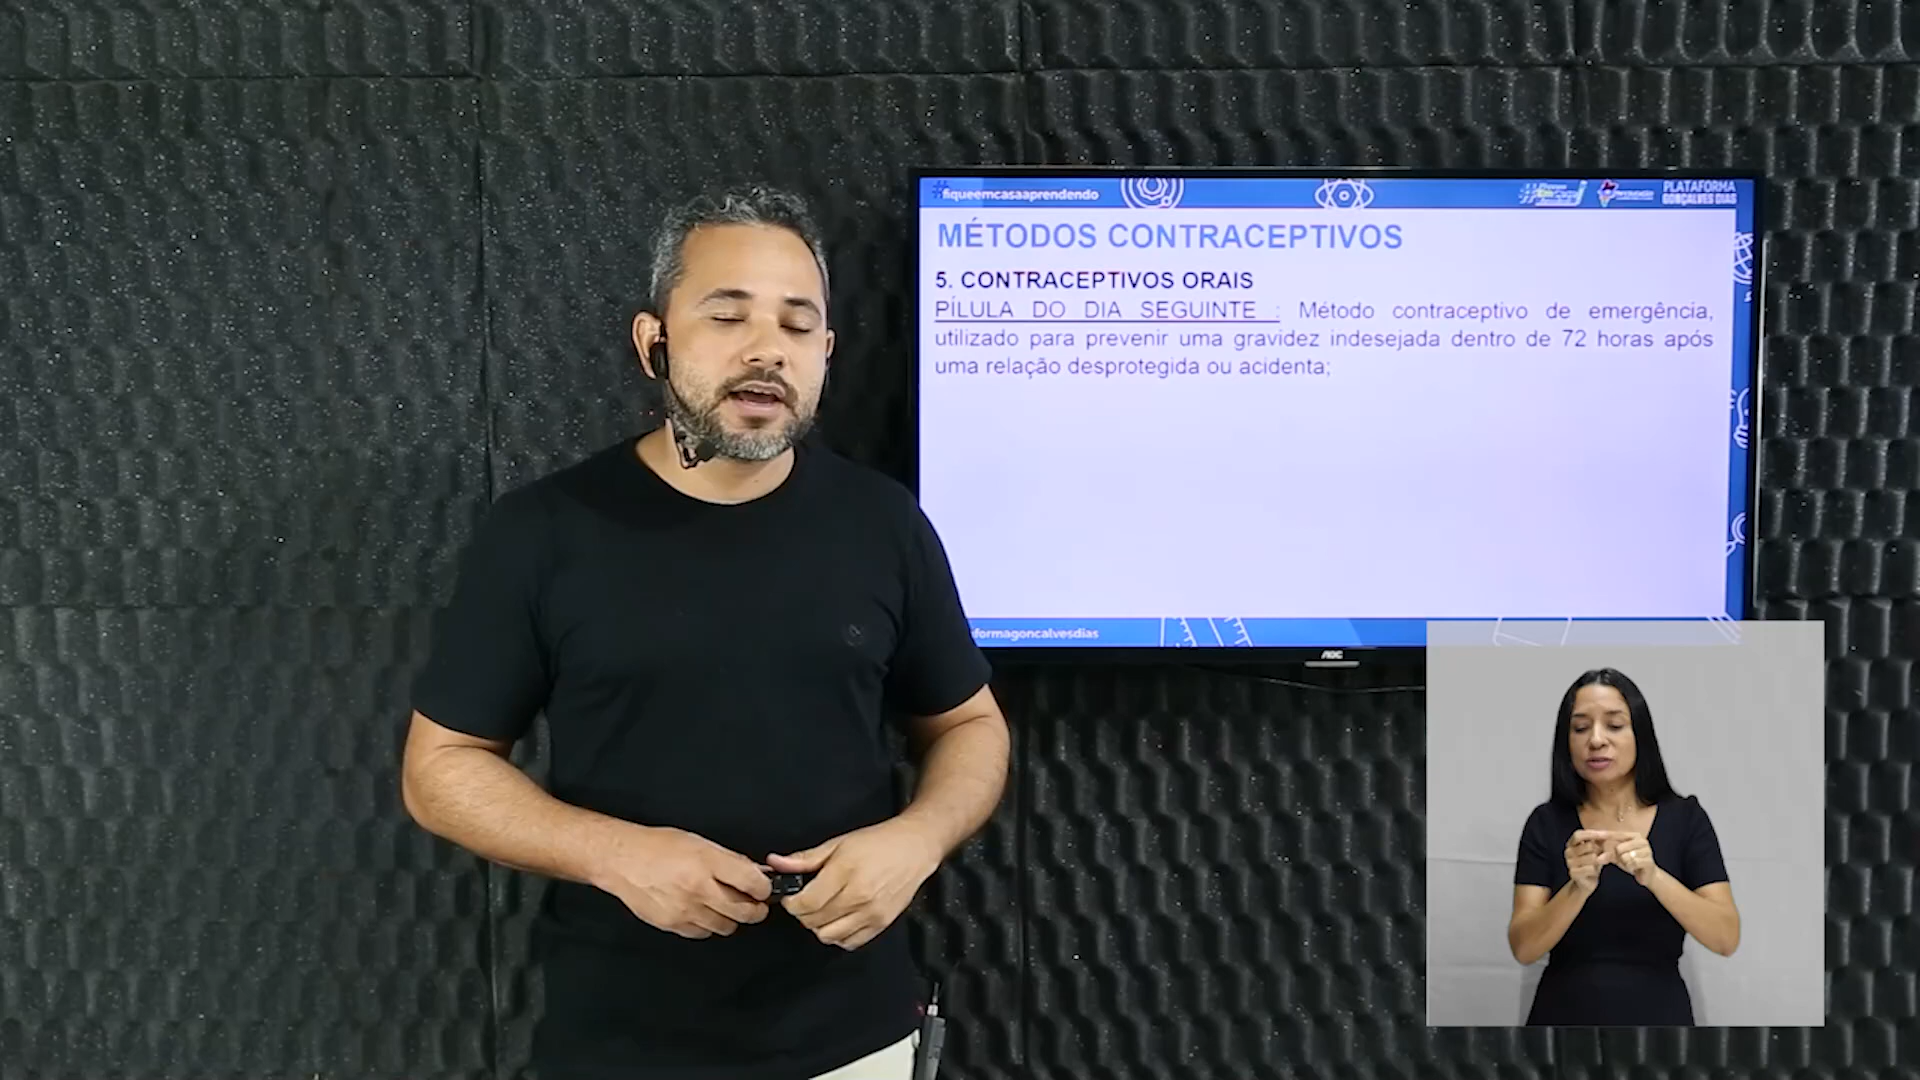 #fiqueemcasaaprendendo
PLATAFORMA
GONÇALVES DIAS
MÉTODOS CONTRACEPTIVOS
5. CONTRACEPTIVOS ORAIS
PÍLULA DO DIA SEGUINTE : Método contraceptivo de emergência,
utilizado para prevenir uma gravidez indesejada dentro de 72 horas após
uma relação desprotegida ou acidenta;
formagoncalvesdias
AOC